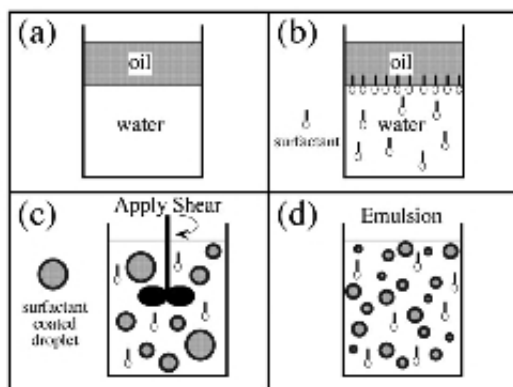 (a)
oil
water
(b)
oil
water
surfactant
(c)
Apply Shear
surfactant
coated
droplet
(d)
Emulsion